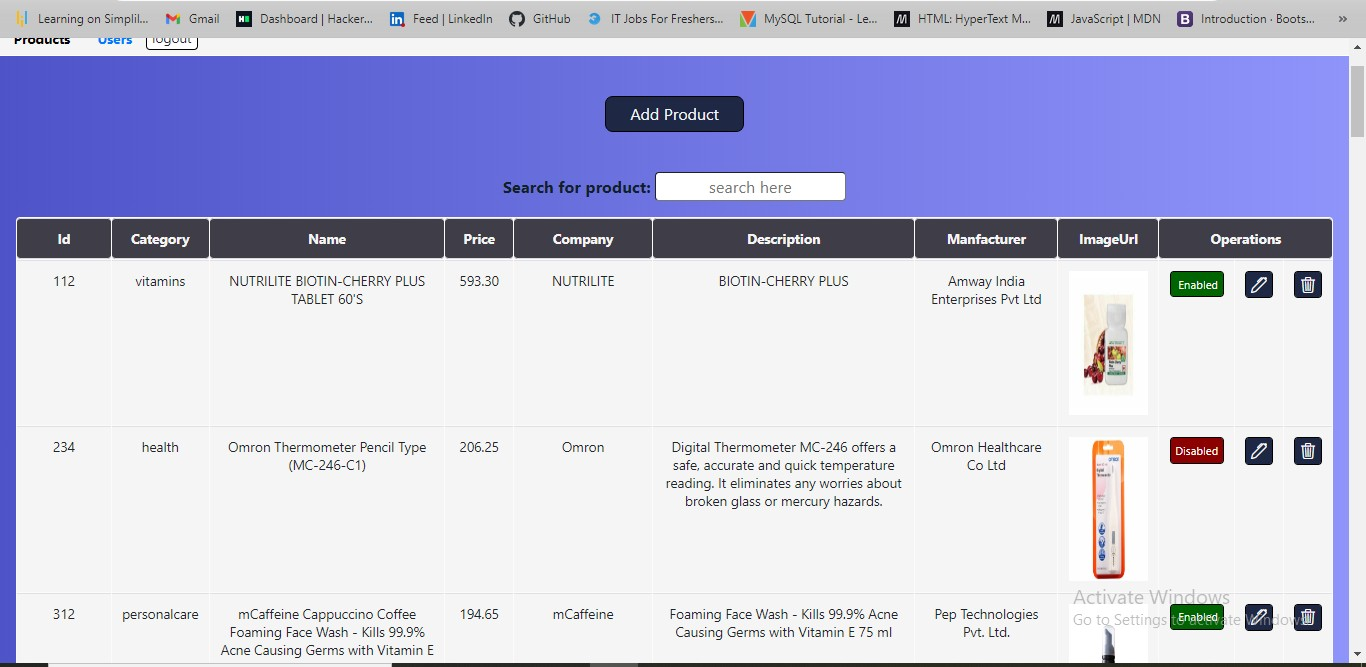 Learning on Simplil...
Gmail
Dashboard | Hacker...
Feed | LinkedIn
GitHub
IT Jobs For Freshers...
MySQL Tutorial - Le...
HTML: HyperText M...
JavaScript | MDN
Introduction · Boots...
»
Products Users logout
Add Product
Search for product: search here
Id Category Name Price Company Description Manfacturer ImageUrl Operations
112 vitamins NUTRILITE BIOTIN-CHERRY PLUS 593.30 NUTRILITE BIOTIN-CHERRY PLUS Amway India Enabled
TABLET 60'S Enterprises Pvt Ltd
234 health Omron Thermometer Pencil Type 206.25 Omron Digital Thermometer MC-246 offers a Omron Healthcare Disabled
(MC-246-C1) safe, accurate and quick temperature Co Ltd
reading. It eliminates any worries about
broken glass or mercury hazards.
Activate Windows
312 personalcare mCaffeine Cappuccino Coffee 194.65 mCaffeine Foaming Face Wash - Kills 99.9% Acne Pep Technologies Enabled
Go to Settings to activate Windows.
Foaming Face Wash - Kills 99.9% Causing Germs with Vitamin E 75 ml Pvt. Ltd.
Acne Causing Germs with Vitamin E